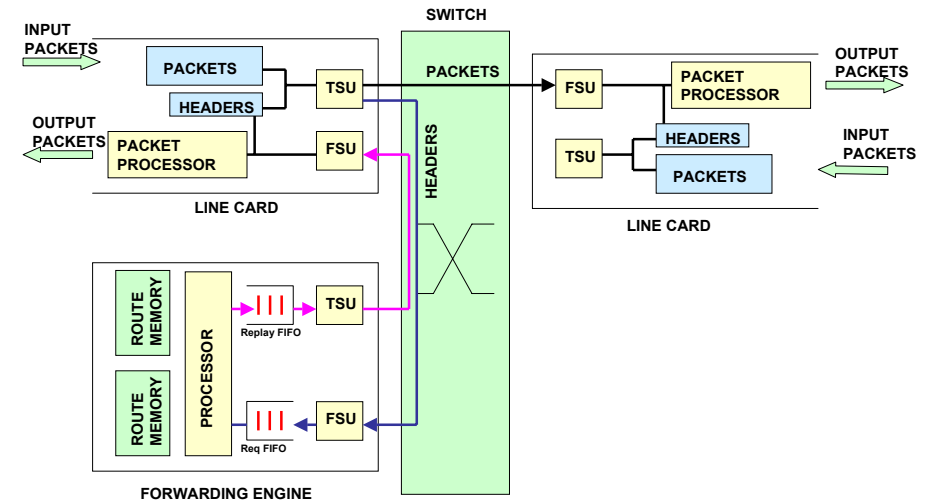 SWITCH
INPUT
PACKETS
PACKETS
HEADERS
TSU
OUTPUT
PACKETS
PACKET
PROCESSOR
FSU
LINE CARD
PACKETS
HEADERS
FSU
PACKET
PROCESSOR
OUTPUT
PACKETS
HEADERS
TSU
PACKETS
INPUT
PACKETS
LINE CARD
ROUTE
MEMORY
ROUTE
MEMORY
PROCESSOR
Replay FIFO
TSU
Req FIFO
FSU
FORWARDING ENGINE